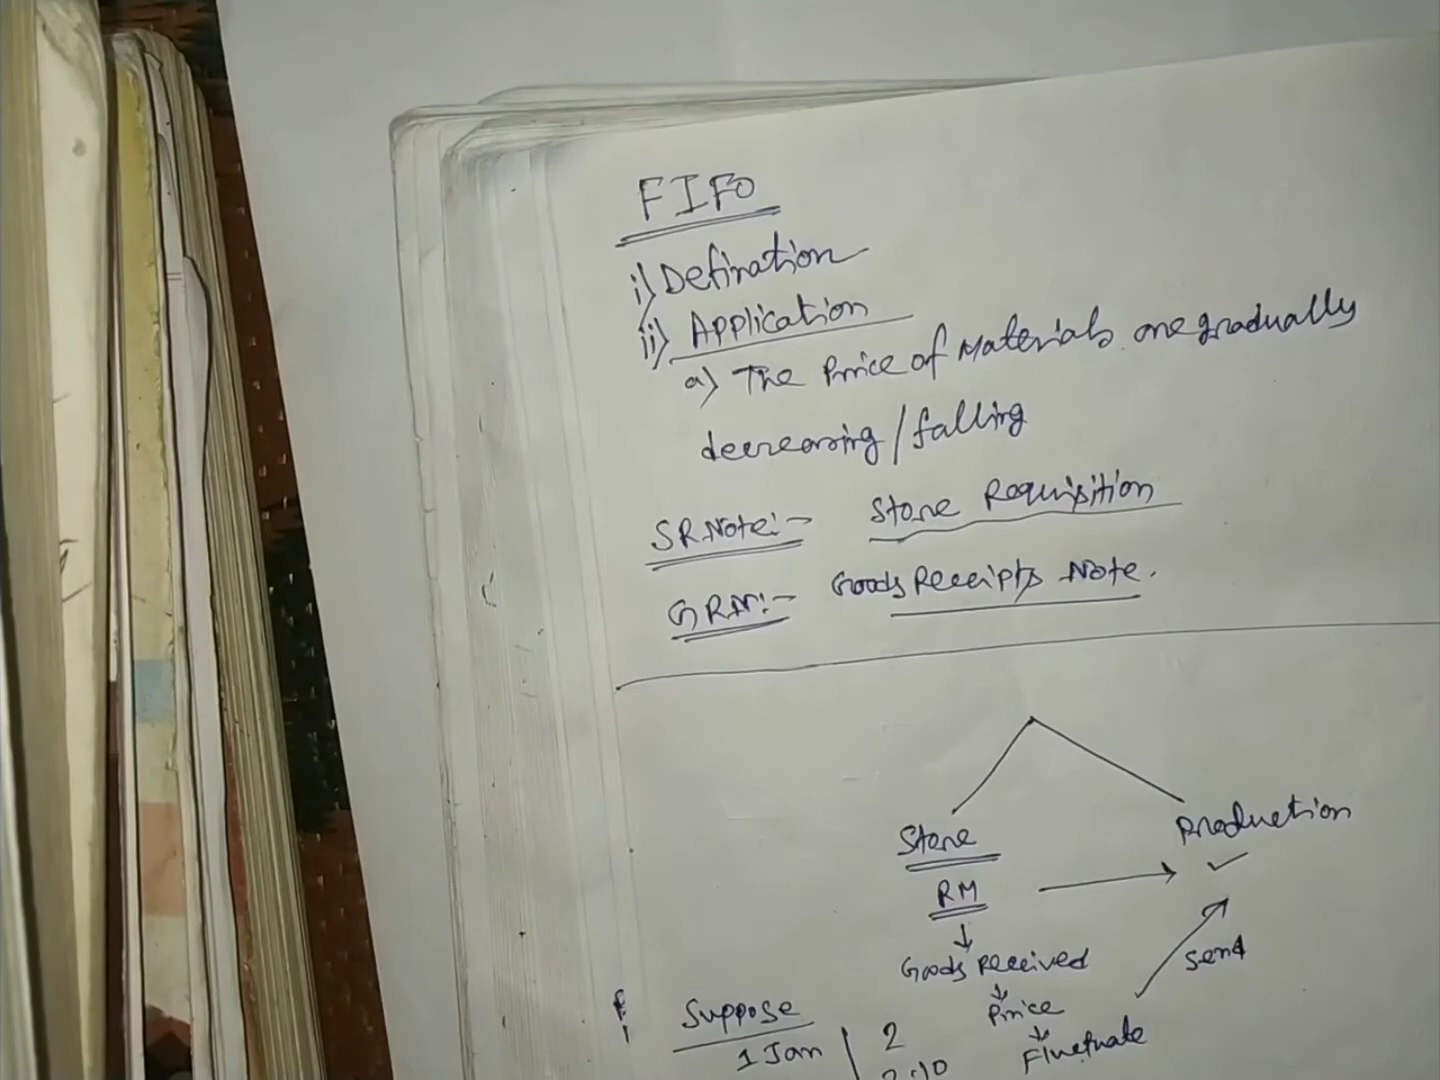 FIFO
i) Defination
ii) Application
a) The Price of Materials are gradually
decreasing / falling
SR Note:- Store Requisition
GRN:- Goods Receipts Note.
Store
Production
RM
Goods Received
Send
Price
Fluctuate
Suppose
1 Jan 2